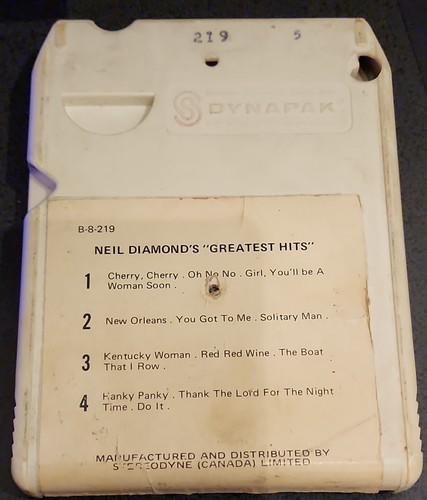 219 5
S DYNAPAK
B-8-219
NEIL DIAMOND'S "GREATEST HITS"
1 Cherry, Cherry . Oh No No . Girl, You'll be A
Woman Soon .
2 New Orleans . You Got To Me . Solitary Man .
3 Kentucky Woman . Red Red Wine . The Boat
That I Row .
4 Hanky Panky . Thank The Lord For The Night
Time . Do It .
MANUFACTURED AND DISTRIBUTED BY
STEREODYNE (CANADA) LIMITED